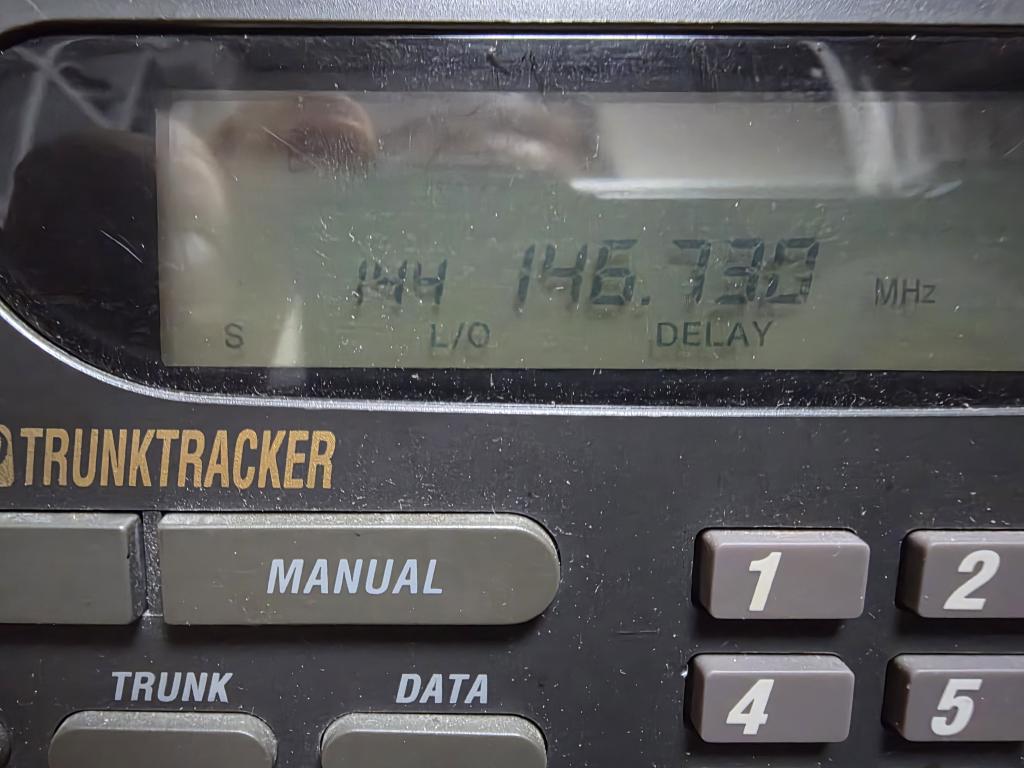 144 146.730 MHz
S L/O DELAY
TRUNKTRACKER
MANUAL
1 2
TRUNK DATA
4 5